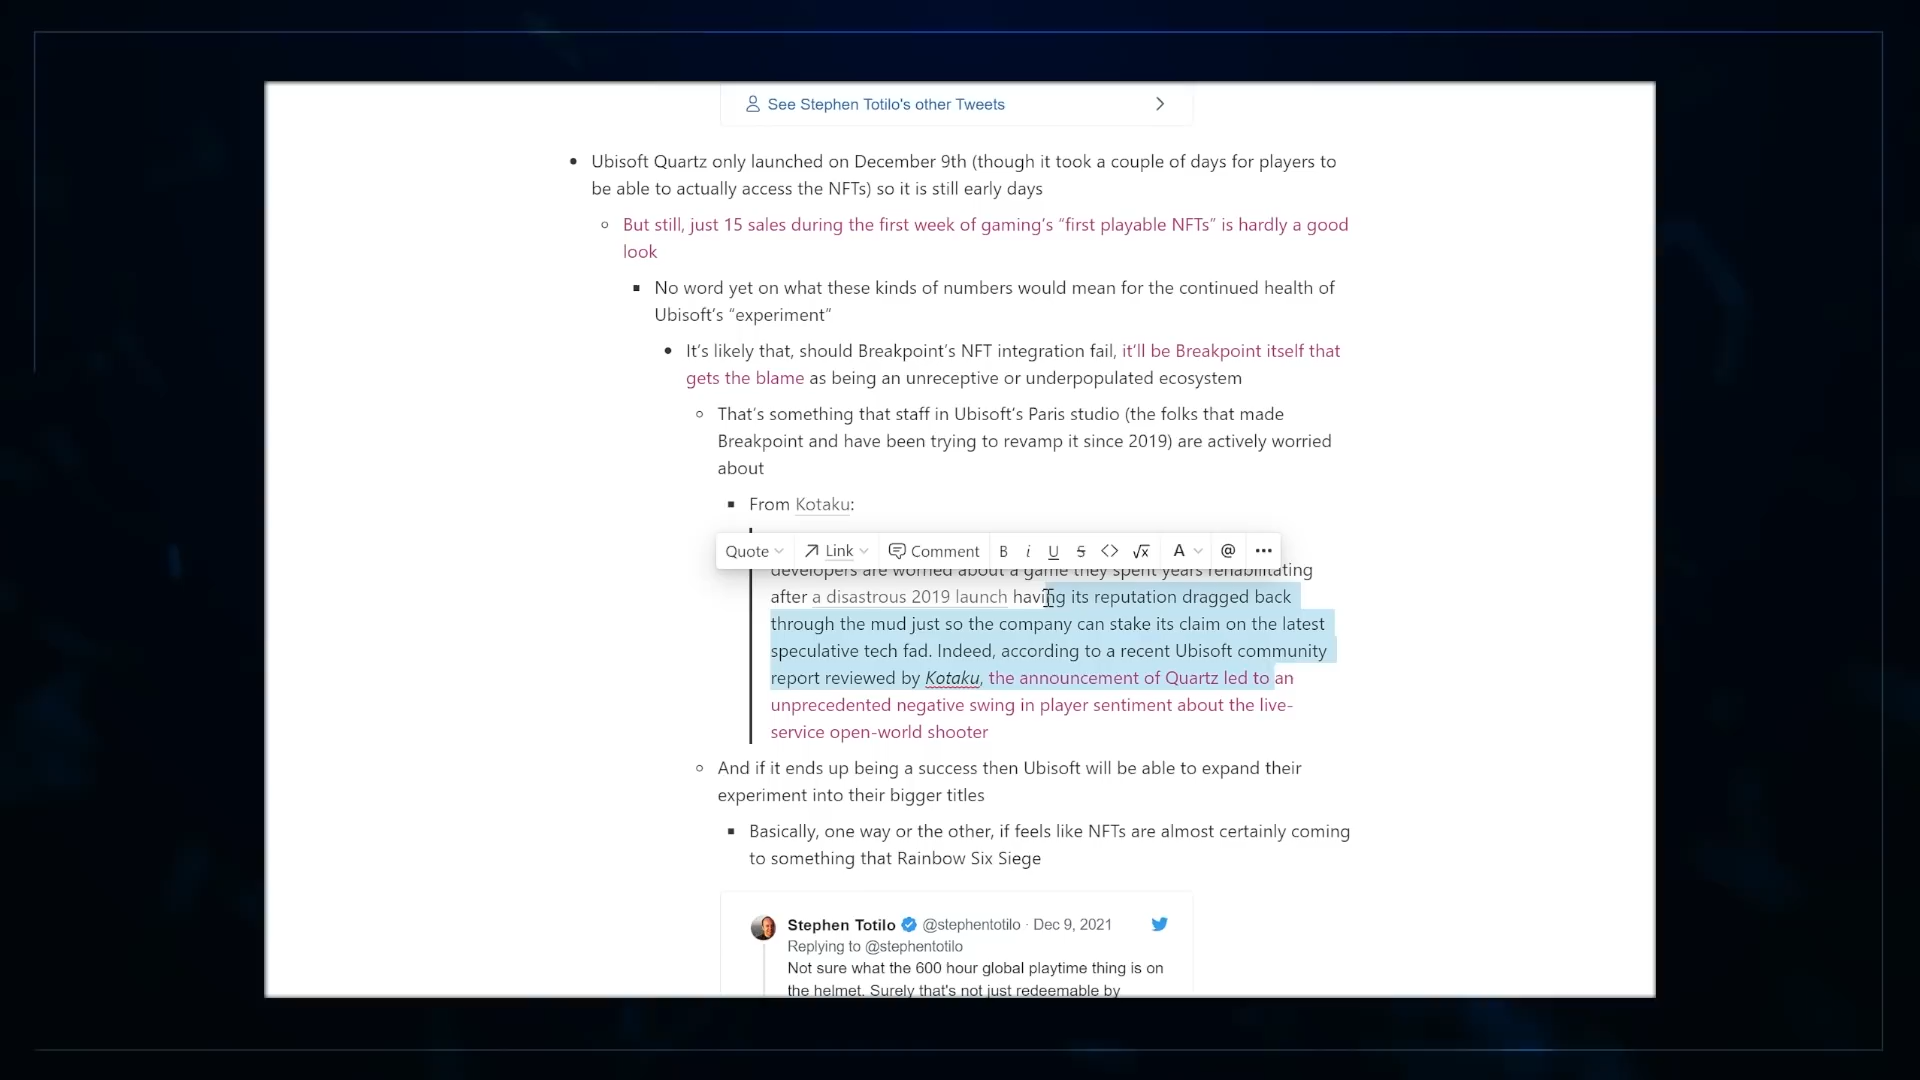 See Stephen Totilo's other Tweets
Ubisoft Quartz only launched on December 9th (though it took a couple of days for players to
be able to actually access the NFTs) so it is still early days
But still, just 15 sales during the first week of gaming’s “first playable NFTs” is hardly a good
look
No word yet on what these kinds of numbers would mean for the continued health of
Ubisoft’s “experiment”
It’s likely that, should Breakpoint’s NFT integration fail, it’ll be Breakpoint itself that
gets the blame as being an unreceptive or underpopulated ecosystem
That’s something that staff in Ubisoft’s Paris studio (the folks that made
Breakpoint and have been trying to revamp it since 2019) are actively worried
about
From Kotaku:
Quote Link Comment B i U S <> √x A @ •••
developers are worried about a game they spent years rehabilitating
after a disastrous 2019 launch having its reputation dragged back
through the mud just so the company can stake its claim on the latest
speculative tech fad. Indeed, according to a recent Ubisoft community
report reviewed by Kotaku, the announcement of Quartz led to an
unprecedented negative swing in player sentiment about the live-
service open-world shooter
And if it ends up being a success then Ubisoft will be able to expand their
experiment into their bigger titles
Basically, one way or the other, if feels like NFTs are almost certainly coming
to something that Rainbow Six Siege
Stephen Totilo @stephentotilo · Dec 9, 2021
Replying to @stephentotilo
Not sure what the 600 hour global playtime thing is on
the helmet. Surely that's not just redeemable by